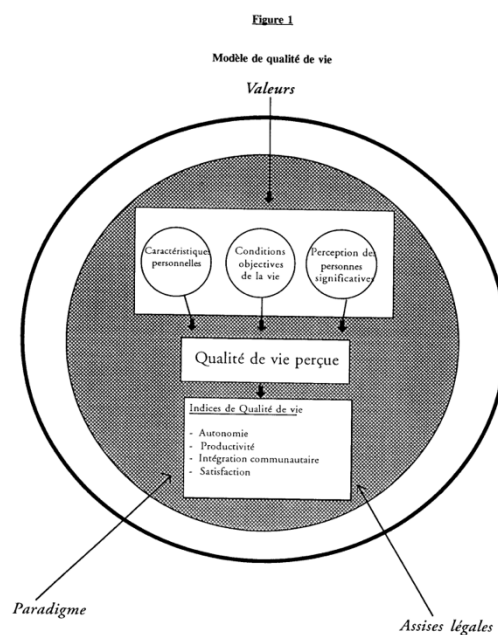 Figure 1
Modèle de qualité de vie
Valeurs
Caractéristiques
personnelles
Conditions
objectives
de la vie
Perception des
personnes
significatives
Qualité de vie perçue
Indices de Qualité de vie
- Autonomie
- Productivité
- Intégration communautaire
- Satisfaction
Paradigme
Assises légales